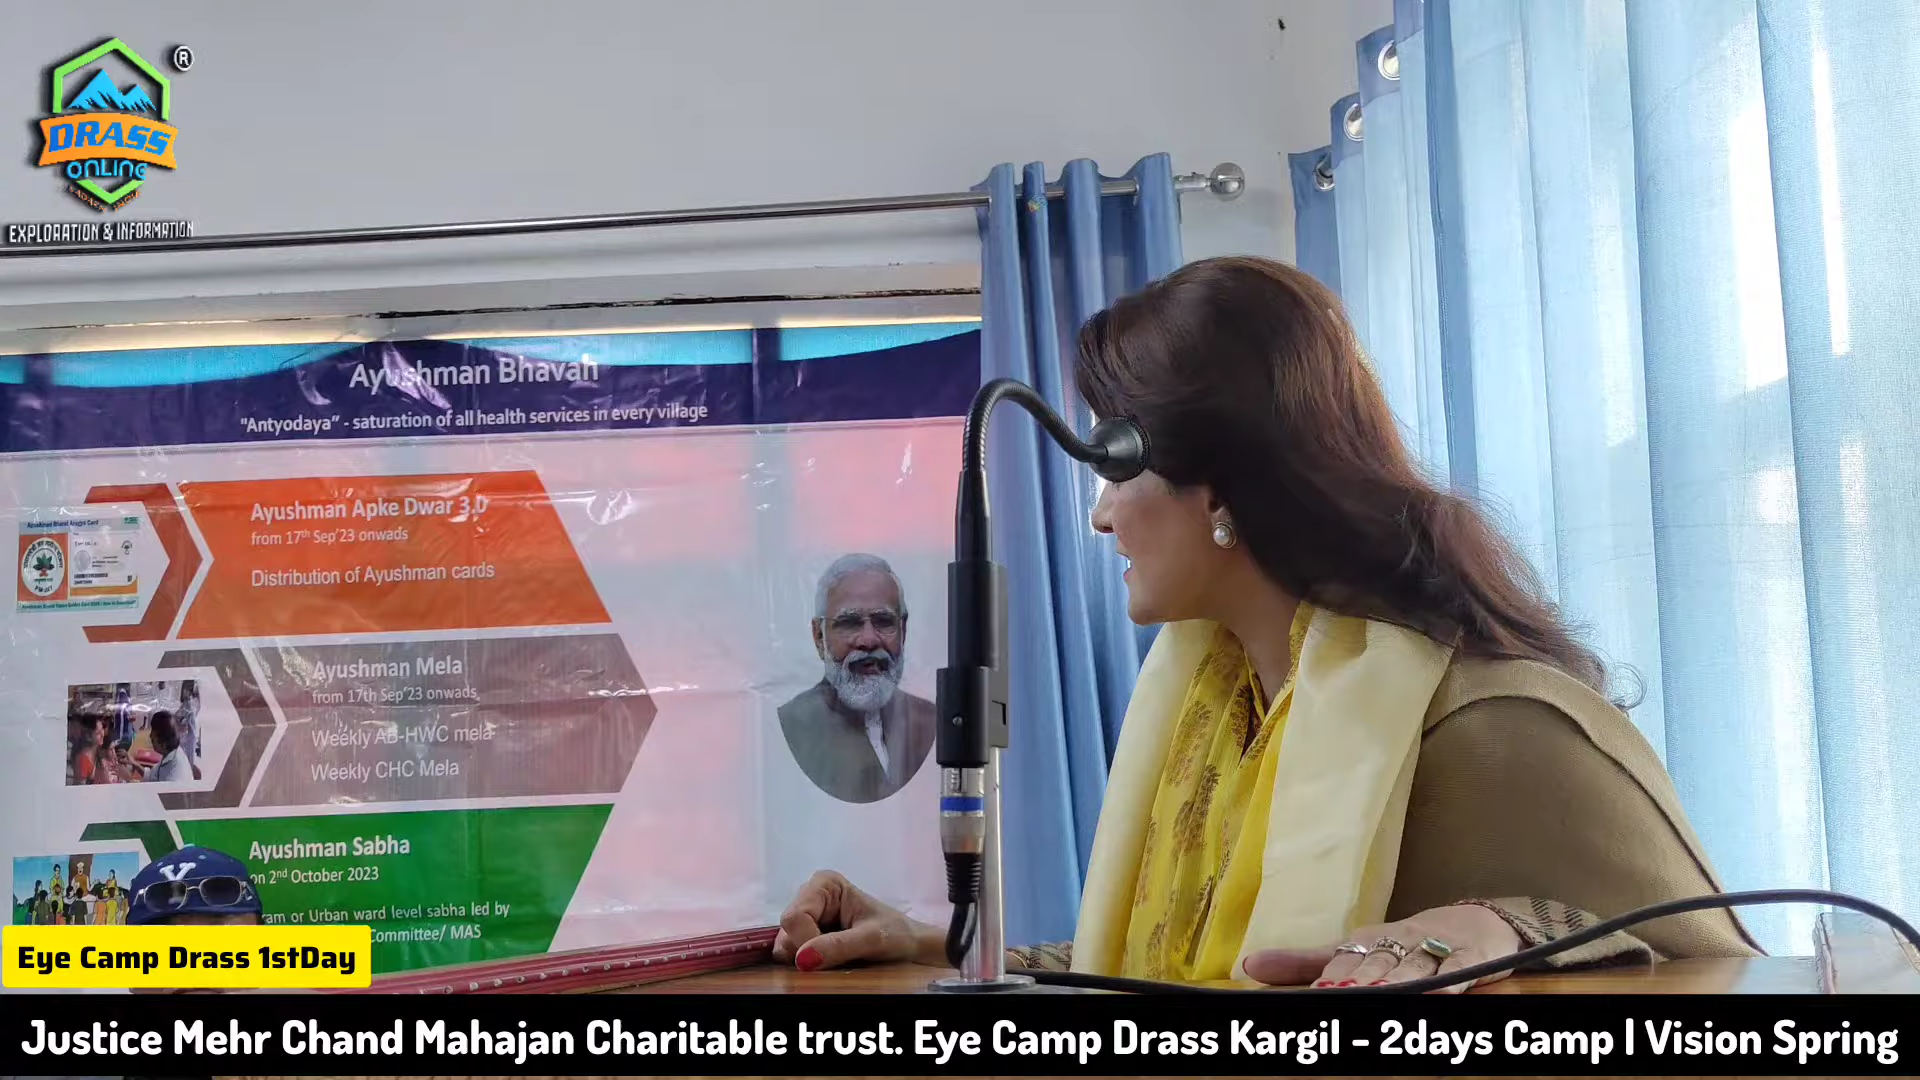 ®
DRASS
ONLINE
EXPLORATION & INFORMATION
Ayushman Bhavah
"Antyodaya" - saturation of all health services in every village
Ayushman Apke Dwar 3.0
from 17th Sep'23 onwads
Distribution of Ayushman cards
Ayushman Mela
from 17th Sep'23 onwads
Weekly AB-HWC mela
Weekly CHC Mela
Ayushman Sabha
on 2nd October 2023
ram or Urban ward level sabha led by
Committee/ MAS
Y
Eye Camp Drass 1stDay
Justice Mehr Chand Mahajan Charitable trust. Eye Camp Drass Kargil - 2days Camp | Vision Spring